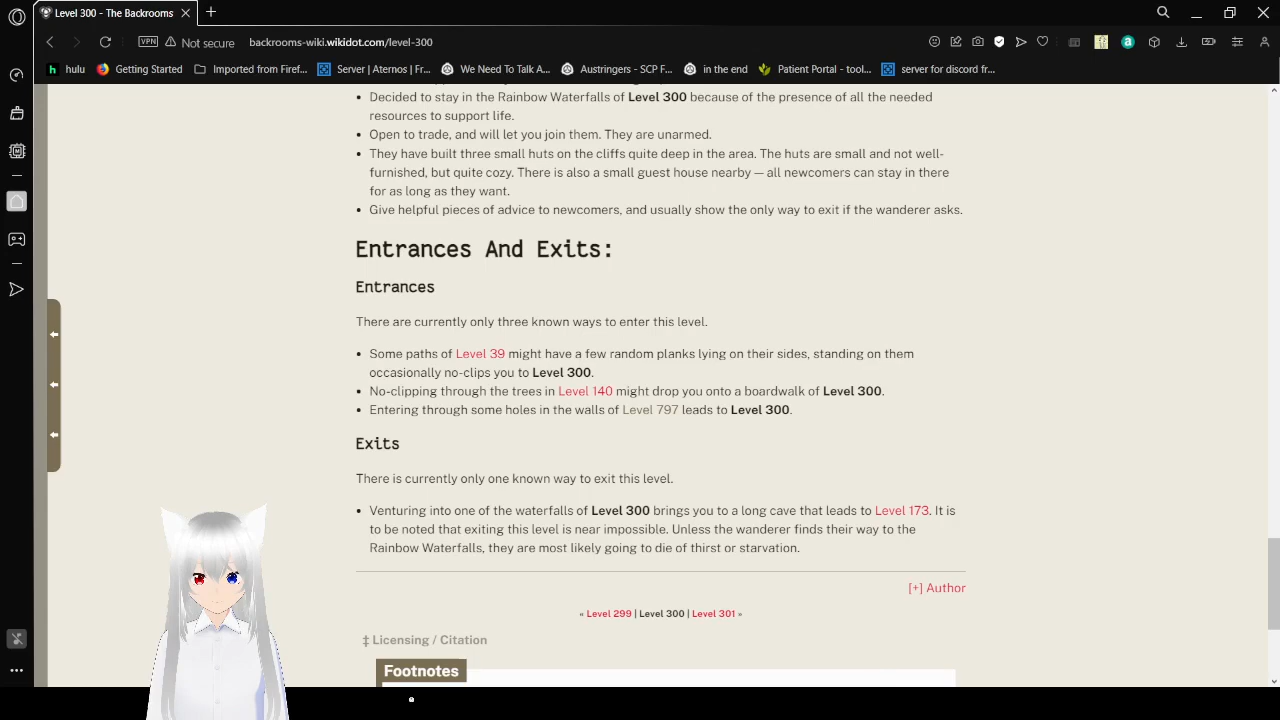 Level 300 - The Backrooms
VPN Not secure backrooms-wiki.wikidot.com/level-300
hulu Getting Started Imported from Firef... Server | Aternos | Fr... We Need To Talk A... Austringers - SCP F... in the end Patient Portal - tool... server for discord fr...
Decided to stay in the Rainbow Waterfalls of Level 300 because of the presence of all the needed
resources to support life.
Open to trade, and will let you join them. They are unarmed.
They have built three small huts on the cliffs quite deep in the area. The huts are small and not well-
furnished, but quite cozy. There is also a small guest house nearby — all newcomers can stay in there
for as long as they want.
Give helpful pieces of advice to newcomers, and usually show the only way to exit if the wanderer asks.
Entrances And Exits:
Entrances
There are currently only three known ways to enter this level.
Some paths of Level 39 might have a few random planks lying on their sides, standing on them
occasionally no-clips you to Level 300.
No-clipping through the trees in Level 140 might drop you onto a boardwalk of Level 300.
Entering through some holes in the walls of Level 797 leads to Level 300.
Exits
There is currently only one known way to exit this level.
Venturing into one of the waterfalls of Level 300 brings you to a long cave that leads to Level 173. It is
to be noted that exiting this level is near impossible. Unless the wanderer finds their way to the
Rainbow Waterfalls, they are most likely going to die of thirst or starvation.
[+] Author
« Level 299 | Level 300 | Level 301 »
‡ Licensing / Citation
Footnotes